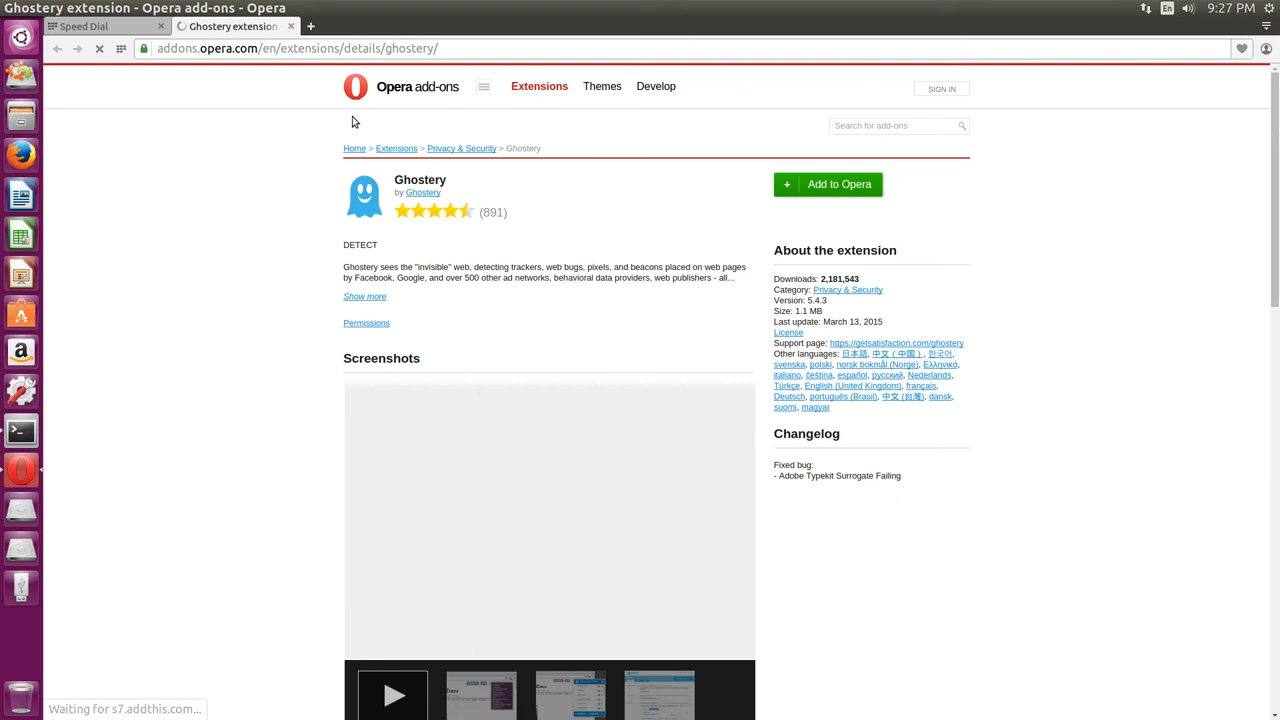 Ghostery extension - Opera add-ons - Opera
En
9:27 PM
Speed Dial
Ghostery extension
addons.opera.com/en/extensions/details/ghostery/
Opera add-ons
Extensions
Themes
Develop
SIGN IN
Search for add-ons
Home > Extensions > Privacy & Security > Ghostery
Ghostery
by Ghostery
(891)
+ Add to Opera
DETECT
Ghostery sees the "invisible" web, detecting trackers, web bugs, pixels, and beacons placed on web pages
by Facebook, Google, and over 500 other ad networks, behavioral data providers, web publishers - all...
Show more
Permissions
Screenshots
About the extension
Downloads: 2,181,543
Category: Privacy & Security
Version: 5.4.3
Size: 1.1 MB
Last update: March 13, 2015
License
Support page: https://getsatisfaction.com/ghostery
Other languages: 日本語, 中文（中国）, 한국어,
svenska, polski, norsk bokmål (Norge), Ελληνικά,
italiano, čeština, español, русский, Nederlands,
Türkçe, English (United Kingdom), français,
Deutsch, português (Brasil), 中文 (台灣), dansk,
suomi, magyar
Changelog
Fixed bug:
- Adobe Typekit Surrogate Failing
Waiting for s7.addthis.com...